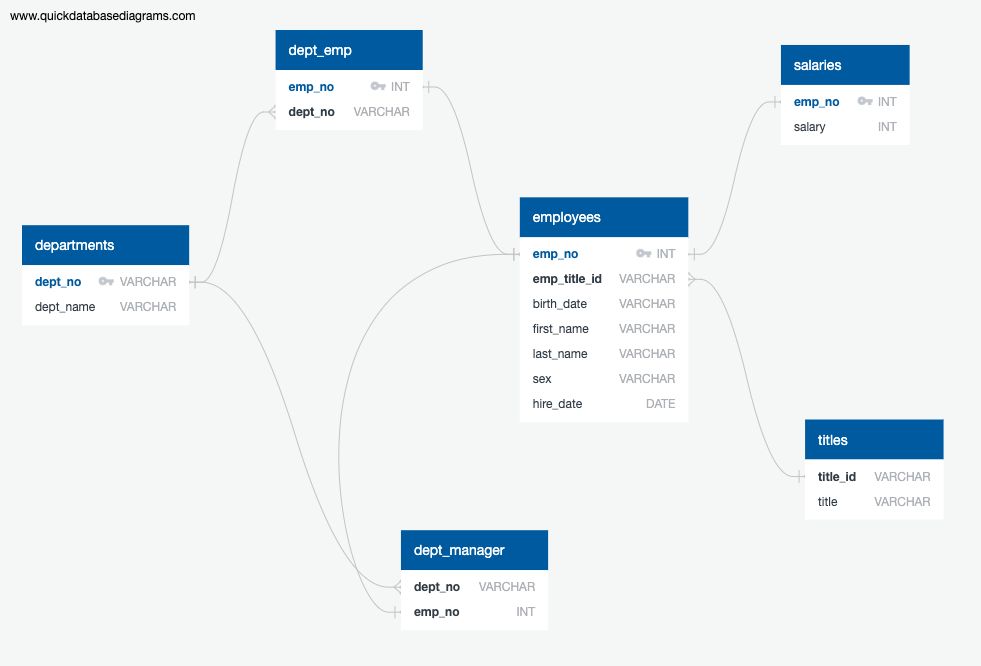 www.quickdatabasediagrams.com
dept_emp
emp_no INT
dept_no VARCHAR
salaries
emp_no INT
salary INT
departments
dept_no VARCHAR
dept_name VARCHAR
employees
emp_no INT
emp_title_id VARCHAR
birth_date VARCHAR
first_name VARCHAR
last_name VARCHAR
sex VARCHAR
hire_date DATE
titles
title_id VARCHAR
title VARCHAR
dept_manager
dept_no VARCHAR
emp_no INT